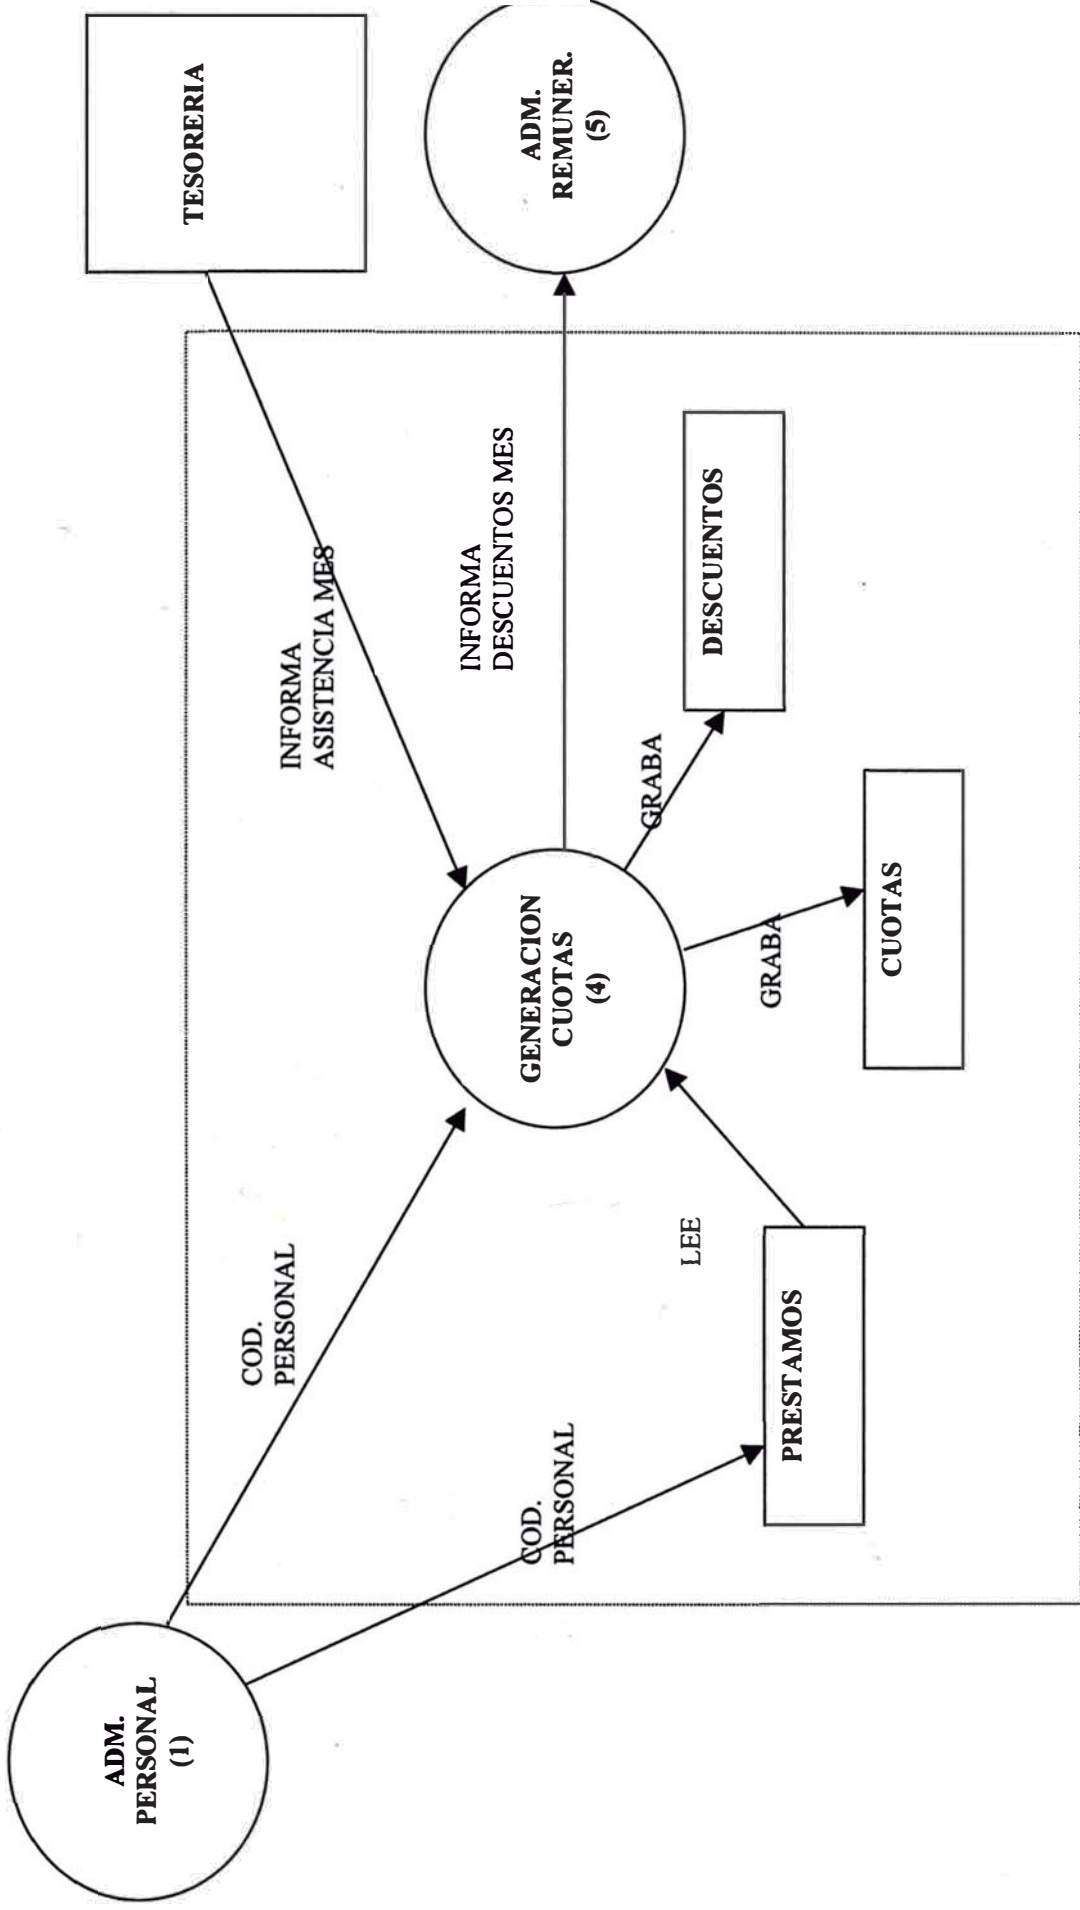 ADM.
PERSONAL
(1)
COD.
PERSONAL
COD.
PERSONAL
INFORMA
ASISTENCIA MES
TESORERIA
GENERACION
CUOTAS
(4)
INFORMA
DESCUENTOS MES
ADM.
REMUNER.
(5)
LEE
PRESTAMOS
GRABA
CUOTAS
GRABA
DESCUENTOS